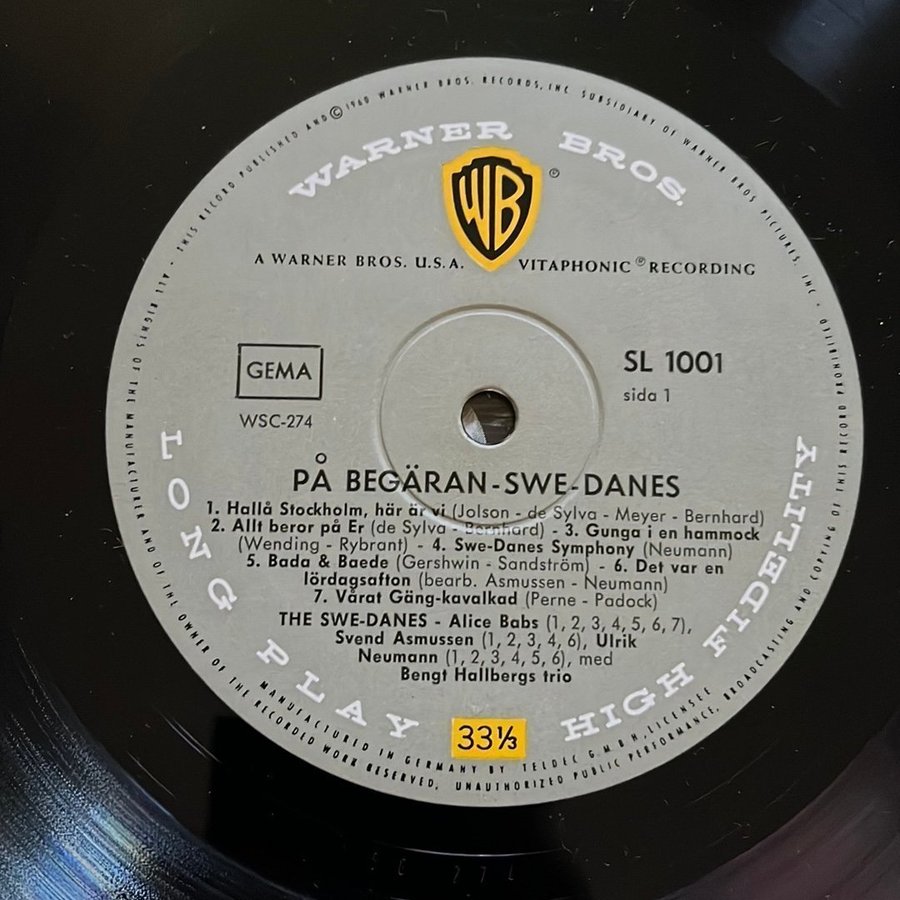 THIS RECORD PUBLISHED AND © 1960 WARNER BROS. RECORDS, INC SUBSIDIARY OF WARNER BROS PICTURES, INC · UNAUTHORIZED PUBLIC PERFORMANCE, BROADCASTING AND COPYING OF THIS RECORD PROHIBITED · ALL RIGHTS OF THE MANUFACTURER AND OF THE OWNER OF THE RECORDED WORK RESERVED,
WARNER BROS.
WB ®
A WARNER BROS. U.S.A. VITAPHONIC ® RECORDING
GEMA
WSC-274
SL 1001
sida 1
PÅ BEGÄRAN-SWE-DANES
1. Hallå Stockholm, här är vi (Jolson - de Sylva - Meyer - Bernhard)
2. Allt beror på Er (de Sylva - Bernhard) - 3. Gunga i en hammock
(Wending - Rybrant) - 4. Swe-Danes Symphony (Neumann)
5. Bada & Baede (Gershwin - Sandström) - 6. Det var en
lördagsafton (bearb. Asmussen - Neumann)
7. Vårat Gäng-kavalkad (Perne - Padock)
THE SWE-DANES - Alice Babs (1, 2, 3, 4, 5, 6, 7),
Svend Asmussen (1, 2, 3, 4, 6), Ulrik
Neumann (1, 2, 3, 4, 5, 6), med
Bengt Hallbergs trio
LONG PLAY
33⅓
HIGH FIDELITY
MANUFACTURED IN GERMANY BY TELDEC G.M.B.H, LICENSEE